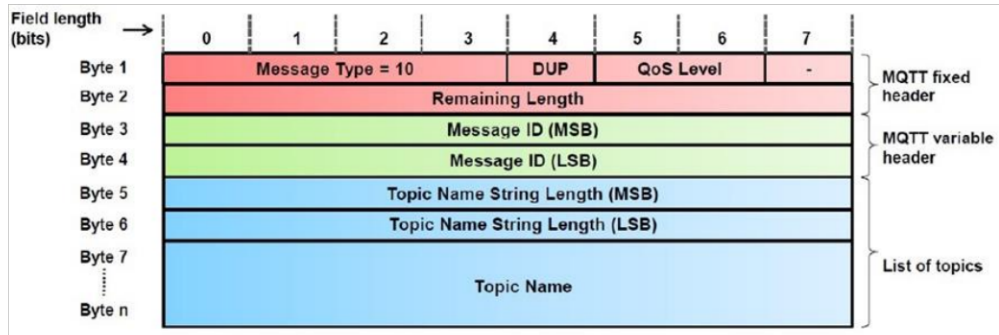 Field length
(bits)
0 1 2 3 4 5 6 7
Byte 1 Message Type = 10 DUP QoS Level -
MQTT fixed
header
Byte 2 Remaining Length
Byte 3 Message ID (MSB)
MQTT variable
header
Byte 4 Message ID (LSB)
Byte 5 Topic Name String Length (MSB)
Byte 6 Topic Name String Length (LSB)
Byte 7
Topic Name
List of topics
Byte n